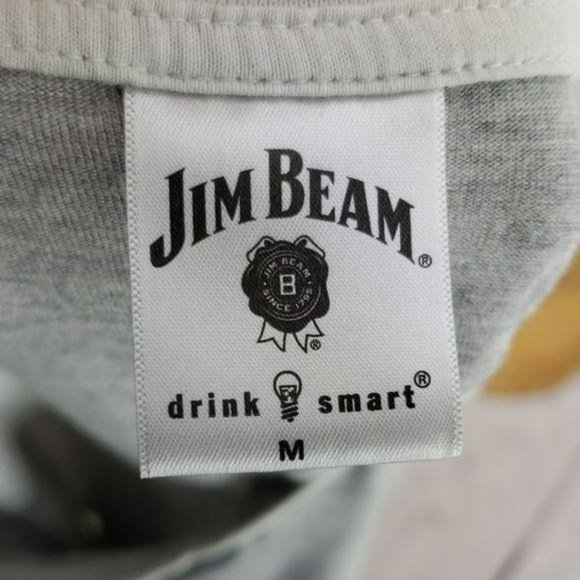 JIM BEAM®
JIM BEAM
B
SINCE 1795
®
drink smart®
M